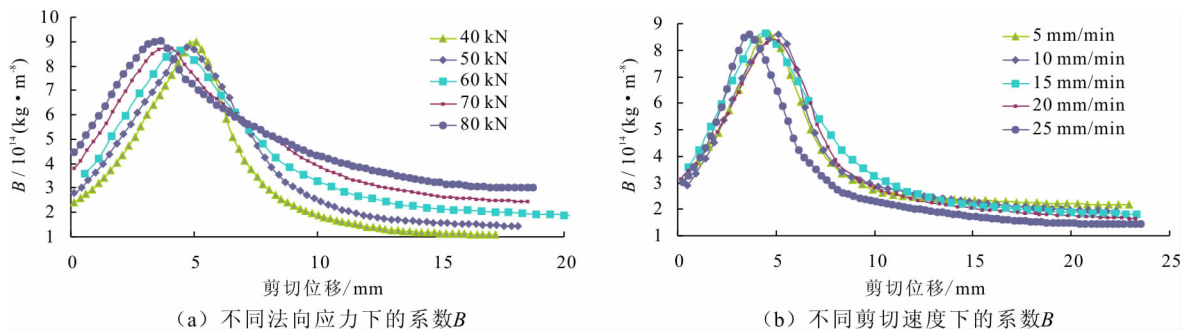 10
9
8
7
6
5
4
3
2
1
B / 10¹⁴(kg·m⁻⁸)
0
5
10
15
20
剪切位移/mm
40 kN
50 kN
60 kN
70 kN
80 kN
(a) 不同法向应力下的系数B
9
8
7
6
5
4
3
2
1
B / 10¹⁴(kg·m⁻⁸)
0
5
10
15
20
25
剪切位移/mm
5 mm/min
10 mm/min
15 mm/min
20 mm/min
25 mm/min
(b) 不同剪切速度下的系数B